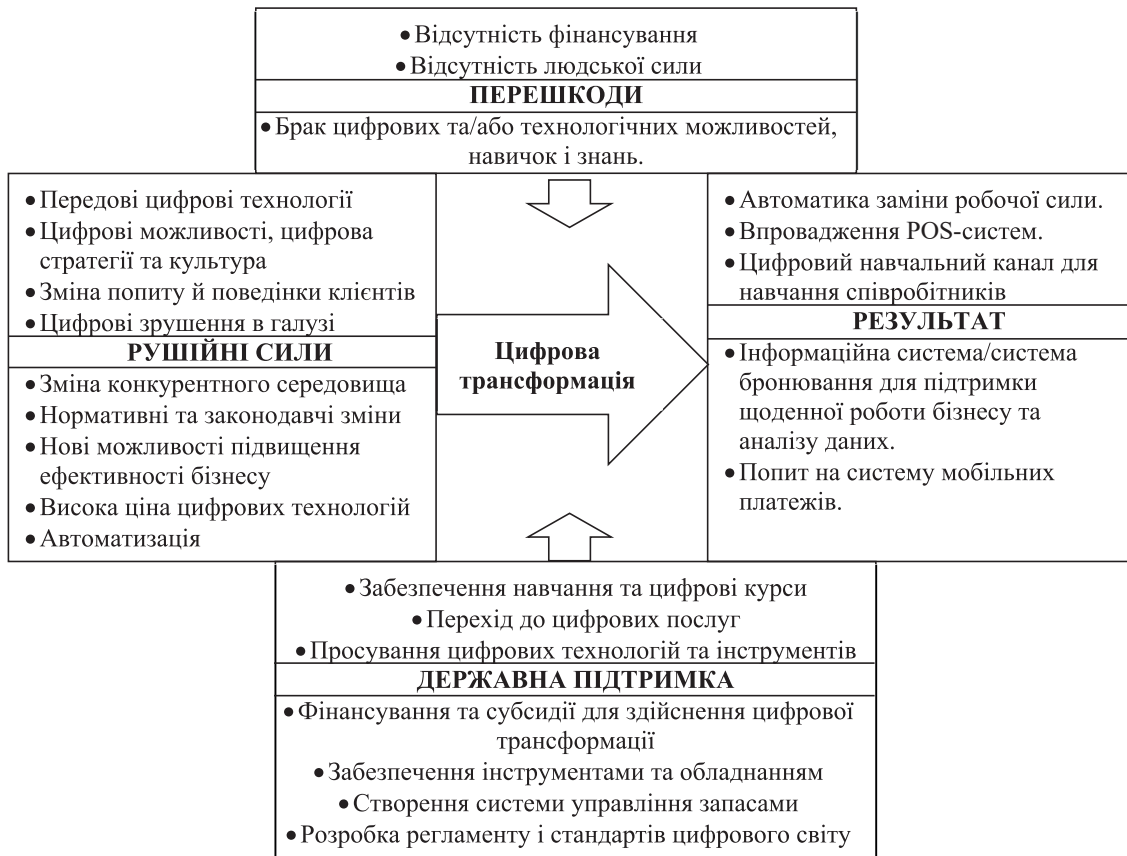 •Відсутність фінансування
•Відсутність людської сили
ПЕРЕШКОДИ
•Брак цифрових та/або технологічних можливостей,
навичок і знань.
•Передові цифрові технології
•Цифрові можливості, цифрова
стратегії та культура
•Зміна попиту й поведінки клієнтів
•Цифрові зрушення в галузі
РУШІЙНІ СИЛИ
•Зміна конкурентного середовища
•Нормативні та законодавчі зміни
•Нові можливості підвищення
ефективності бізнесу
•Висока ціна цифрових технологій
•Автоматизація
Цифрова
трансформація
•Автоматика заміни робочої сили.
•Впровадження POS-систем.
•Цифровий навчальний канал для
навчання співробітників
РЕЗУЛЬТАТ
•Інформаційна система/система
бронювання для підтримки
щоденної роботи бізнесу та
аналізу даних.
•Попит на систему мобільних
платежів.
•Забезпечення навчання та цифрові курси
•Перехід до цифрових послуг
•Просування цифрових технологій та інструментів
ДЕРЖАВНА ПІДТРИМКА
•Фінансування та субсидії для здійснення цифрової
трансформації
•Забезпечення інструментами та обладнанням
•Створення системи управління запасами
•Розробка регламенту і стандартів цифрового світу